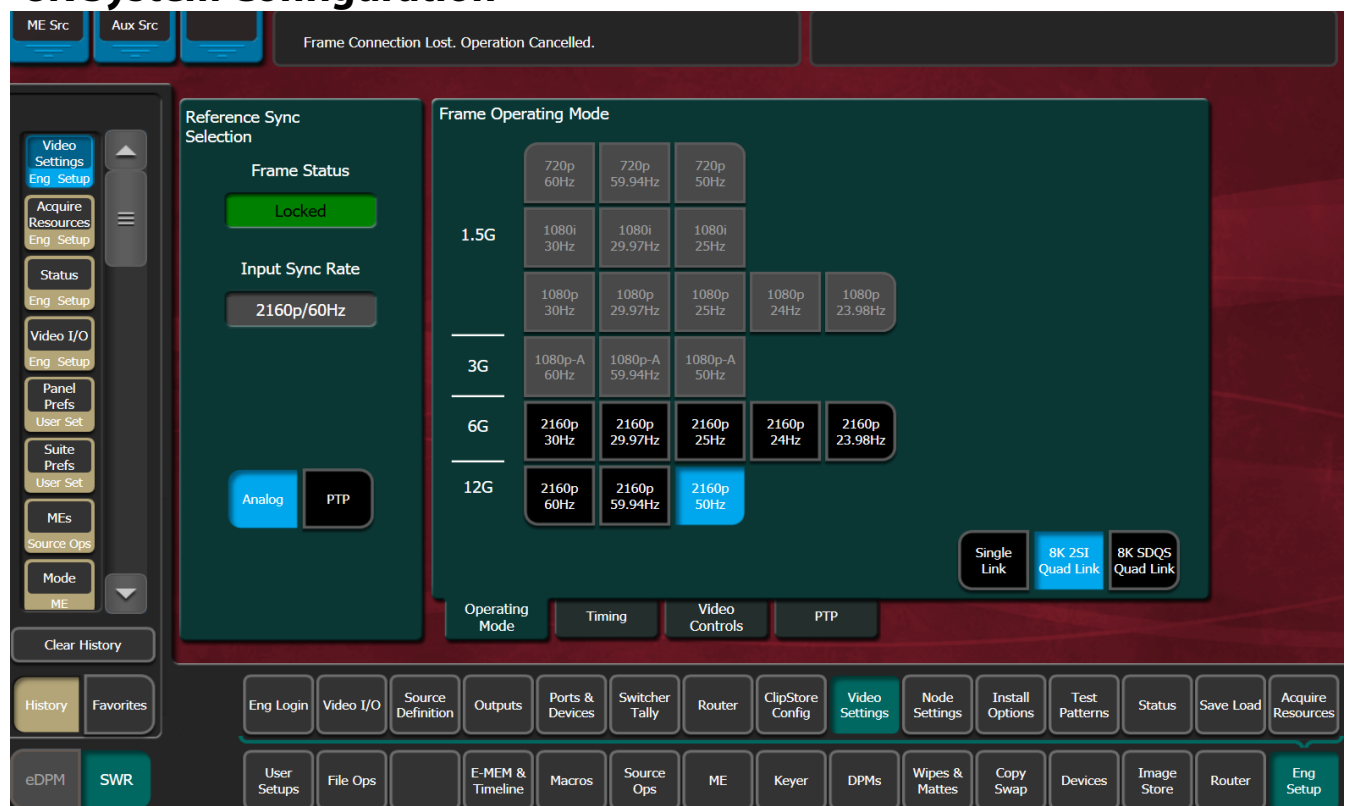 ME Src
Aux Src
Frame Connection Lost. Operation Cancelled.
Video
Settings
Eng Setup
Acquire
Resources
Eng Setup
Status
Eng Setup
Video I/O
Eng Setup
Panel
Prefs
User Set
Suite
Prefs
User Set
MEs
Source Ops
Mode
ME
Clear History
History
Favorites
eDPM
SWR
Reference Sync
Selection
Frame Status
Locked
Input Sync Rate
2160p/60Hz
Analog
PTP
Frame Operating Mode
720p
60Hz
720p
59.94Hz
720p
50Hz
1.5G
1080i
30Hz
1080i
29.97Hz
1080i
25Hz
1080p
30Hz
1080p
29.97Hz
1080p
25Hz
1080p
24Hz
1080p
23.98Hz
3G
1080p-A
60Hz
1080p-A
59.94Hz
1080p-A
50Hz
6G
2160p
30Hz
2160p
29.97Hz
2160p
25Hz
2160p
24Hz
2160p
23.98Hz
12G
2160p
60Hz
2160p
59.94Hz
2160p
50Hz
Single
Link
8K 2SI
Quad Link
8K SDQS
Quad Link
Operating
Mode
Timing
Video
Controls
PTP
Eng Login
Video I/O
Source
Definition
Outputs
Ports &
Devices
Switcher
Tally
Router
ClipStore
Config
Video
Settings
Node
Settings
Install
Options
Test
Patterns
Status
Save Load
Acquire
Resources
User
Setups
File Ops
E-MEM &
Timeline
Macros
Source
Ops
ME
Keyer
DPMs
Wipes &
Mattes
Copy
Swap
Devices
Image
Store
Router
Eng
Setup